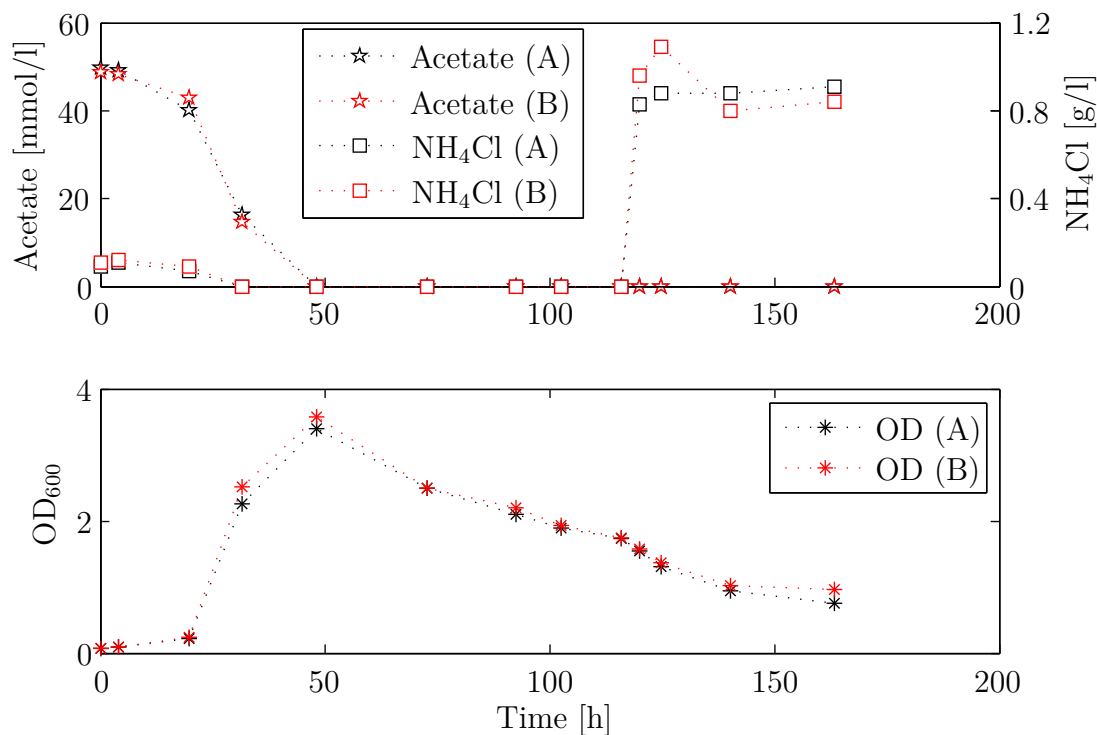 60
40
20
0
Acetate [mmol/l]
1.2
0.8
0.4
0
NH₄Cl [g/l]
Acetate (A)
Acetate (B)
NH₄Cl (A)
NH₄Cl (B)
0 50 100 150 200
4
2
0
OD₆₀₀
OD (A)
OD (B)
0 50 100 150 200
Time [h]